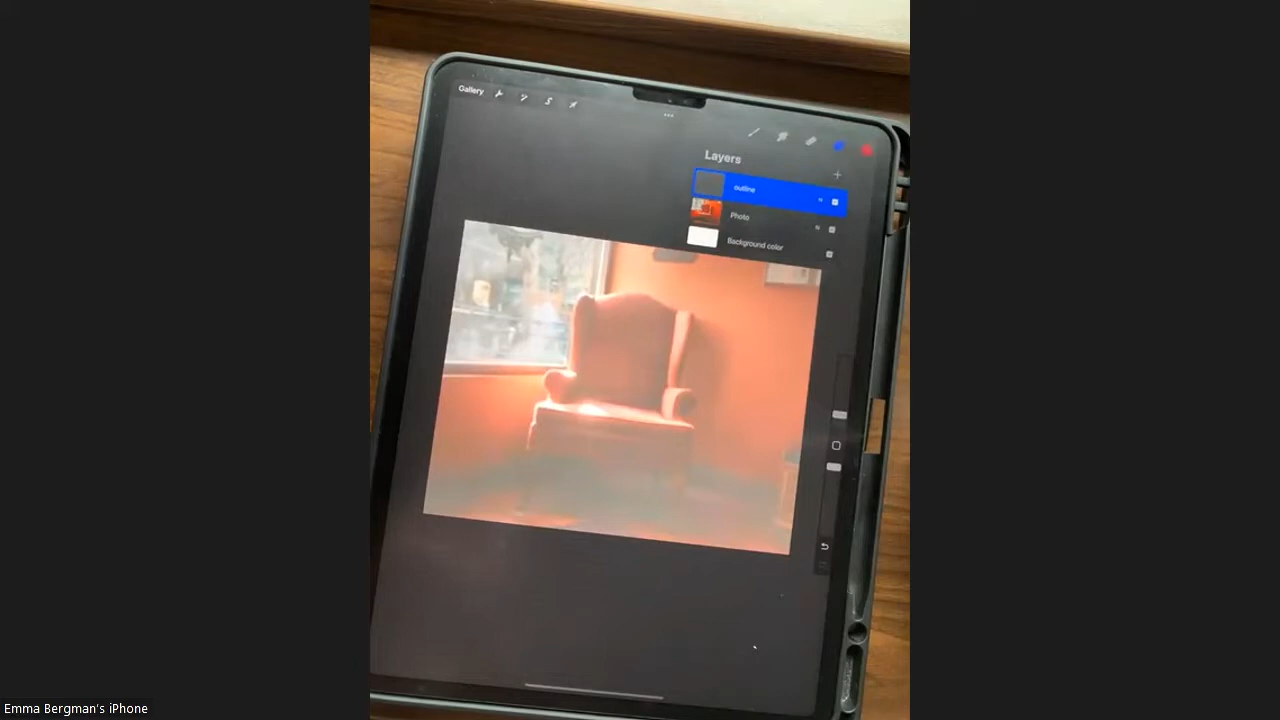 Gallery
Layers
outline
N
Photo
N
Background color
Emma Bergman's iPhone